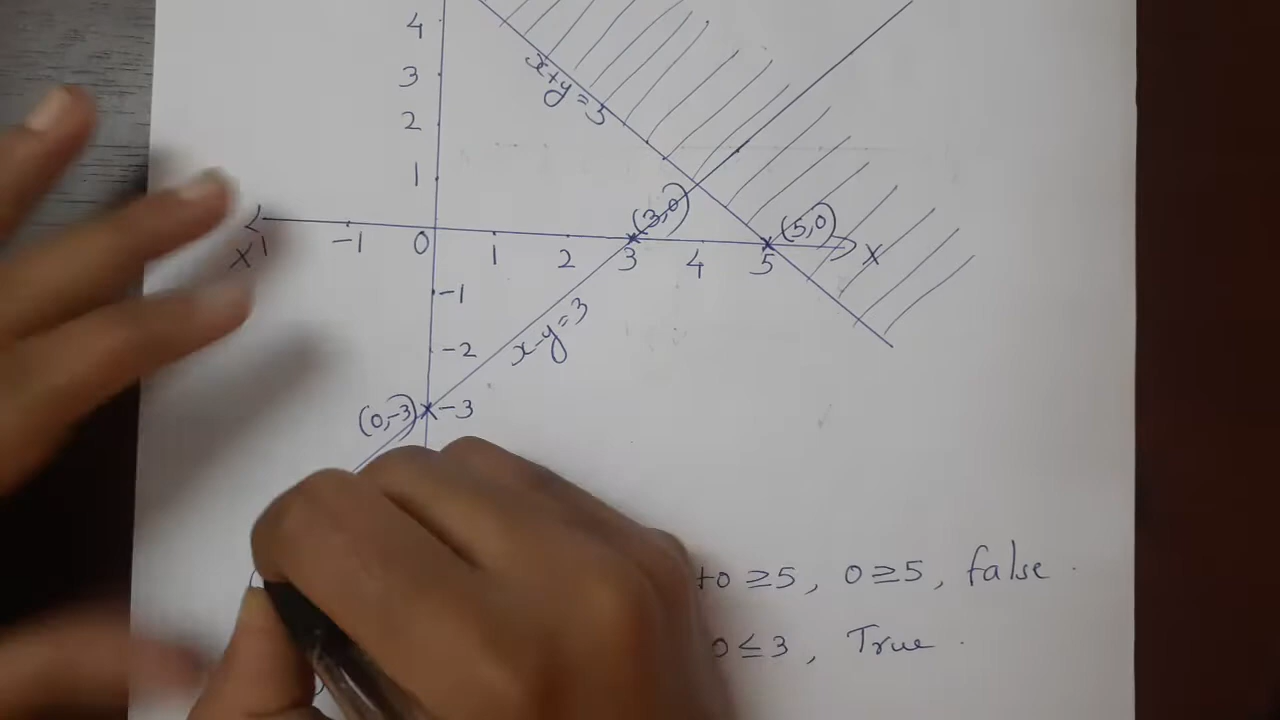 4
3
2
1
x+y=5
(3,0)
(5,0)
x1
-1
0
1
2
3
4
5
x
-1
x-y=3
-2
(0,-3)
-3
+0≥5, 0≥5, false.
0≤3, True.